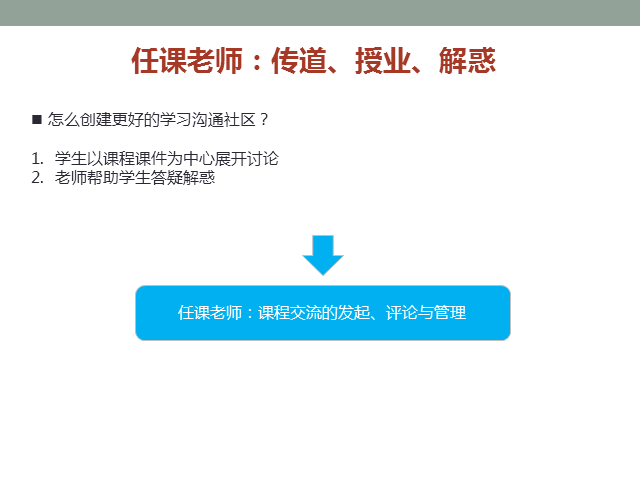 任课老师：传道、授业、解惑
■ 怎么创建更好的学习沟通社区？
1. 学生以课程课件为中心展开讨论
2. 老师帮助学生答疑解惑
任课老师：课程交流的发起、评论与管理